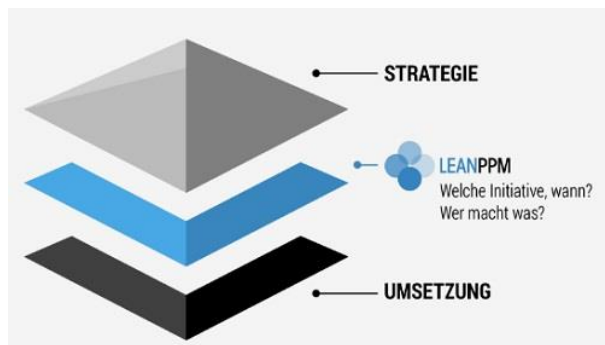 STRATEGIE
LEANPPM
Welche Initiative, wann?
Wer macht was?
UMSETZUNG